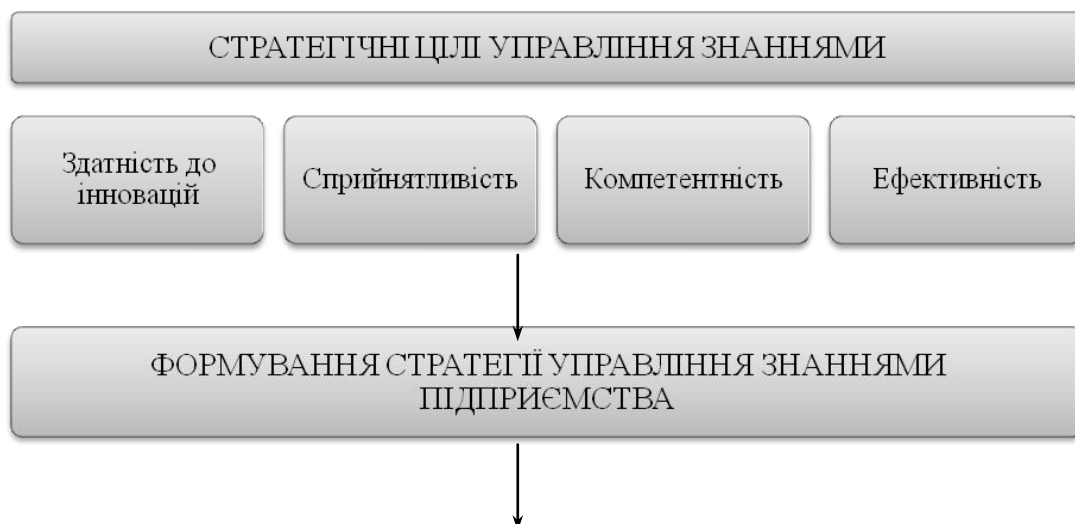 СТРАТЕГІЧНІ ЦІЛІ УПРАВЛІННЯ ЗНАННЯМИ
Здатність до
інновацій
Сприйнятливість
Компетентність
Ефективність
ФОРМУВАННЯ СТРАТЕГІЇ УПРАВЛІННЯ ЗНАННЯМИ
ПІДПРИЄМСТВА